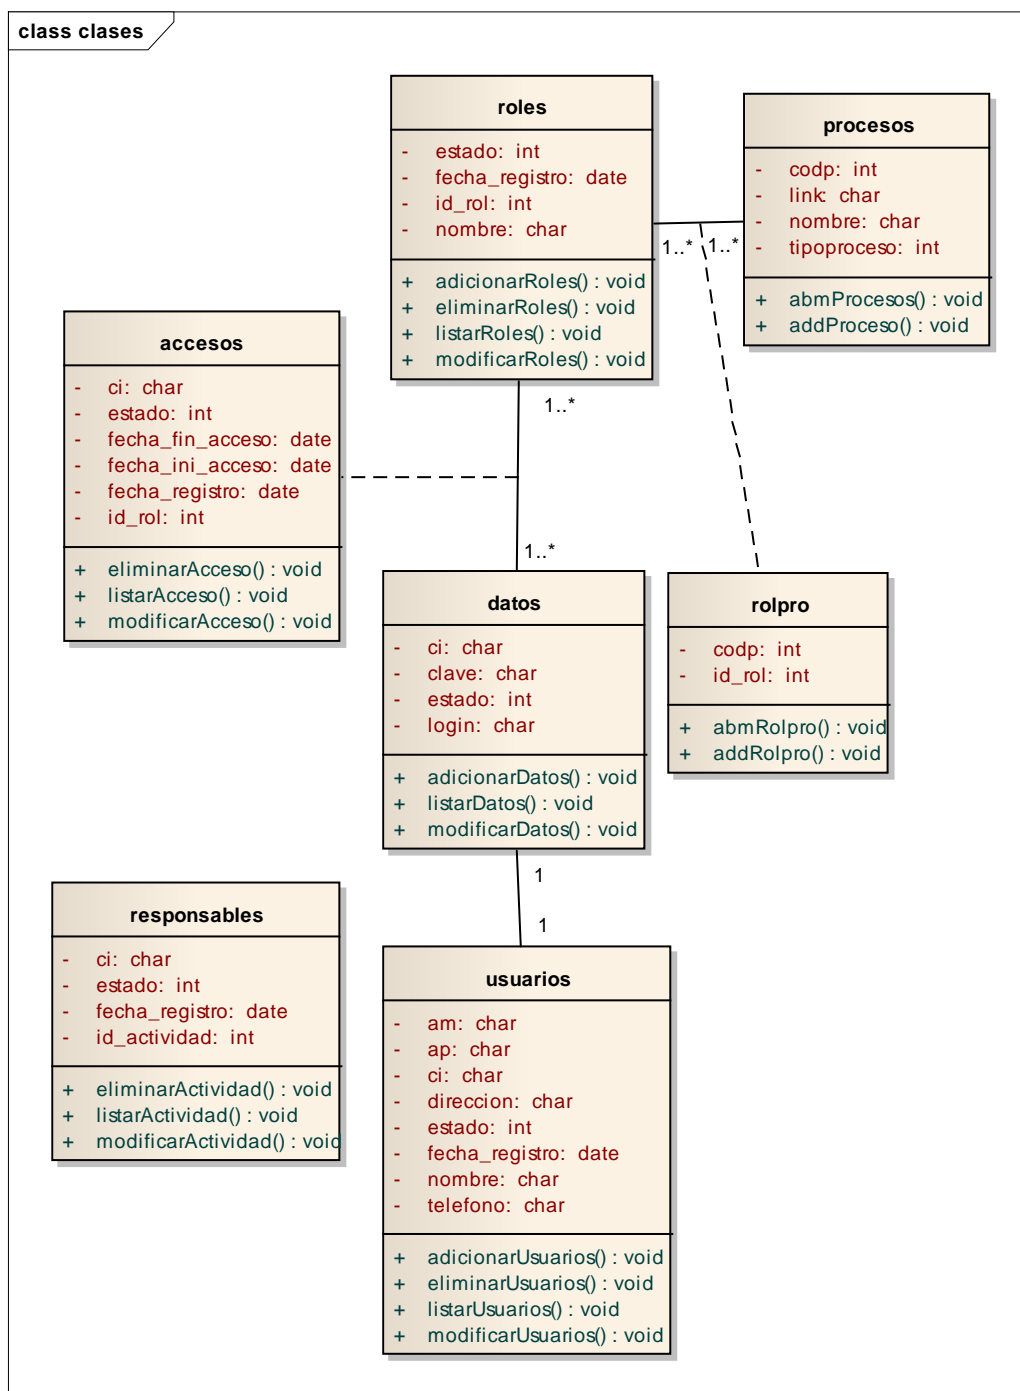 class clases
roles
- estado: int
- fecha_registro: date
- id_rol: int
- nombre: char
+ adicionarRoles() : void
+ eliminarRoles() : void
+ listarRoles() : void
+ modificarRoles() : void
procesos
- codp: int
- link: char
- nombre: char
- tipoproceso: int
+ abmProcesos() : void
+ addProceso() : void
1..* 1..*
accesos
- ci: char
- estado: int
- fecha_fin_acceso: date
- fecha_ini_acceso: date
- fecha_registro: date
- id_rol: int
+ eliminarAcceso() : void
+ listarAcceso() : void
+ modificarAcceso() : void
1..*
1..*
datos
- ci: char
- clave: char
- estado: int
- login: char
+ adicionarDatos() : void
+ listarDatos() : void
+ modificarDatos() : void
rolpro
- codp: int
- id_rol: int
+ abmRolpro() : void
+ addRolpro() : void
1
1
responsables
- ci: char
- estado: int
- fecha_registro: date
- id_actividad: int
+ eliminarActividad() : void
+ listarActividad() : void
+ modificarActividad() : void
usuarios
- am: char
- ap: char
- ci: char
- direccion: char
- estado: int
- fecha_registro: date
- nombre: char
- telefono: char
+ adicionarUsuarios() : void
+ eliminarUsuarios() : void
+ listarUsuarios() : void
+ modificarUsuarios() : void